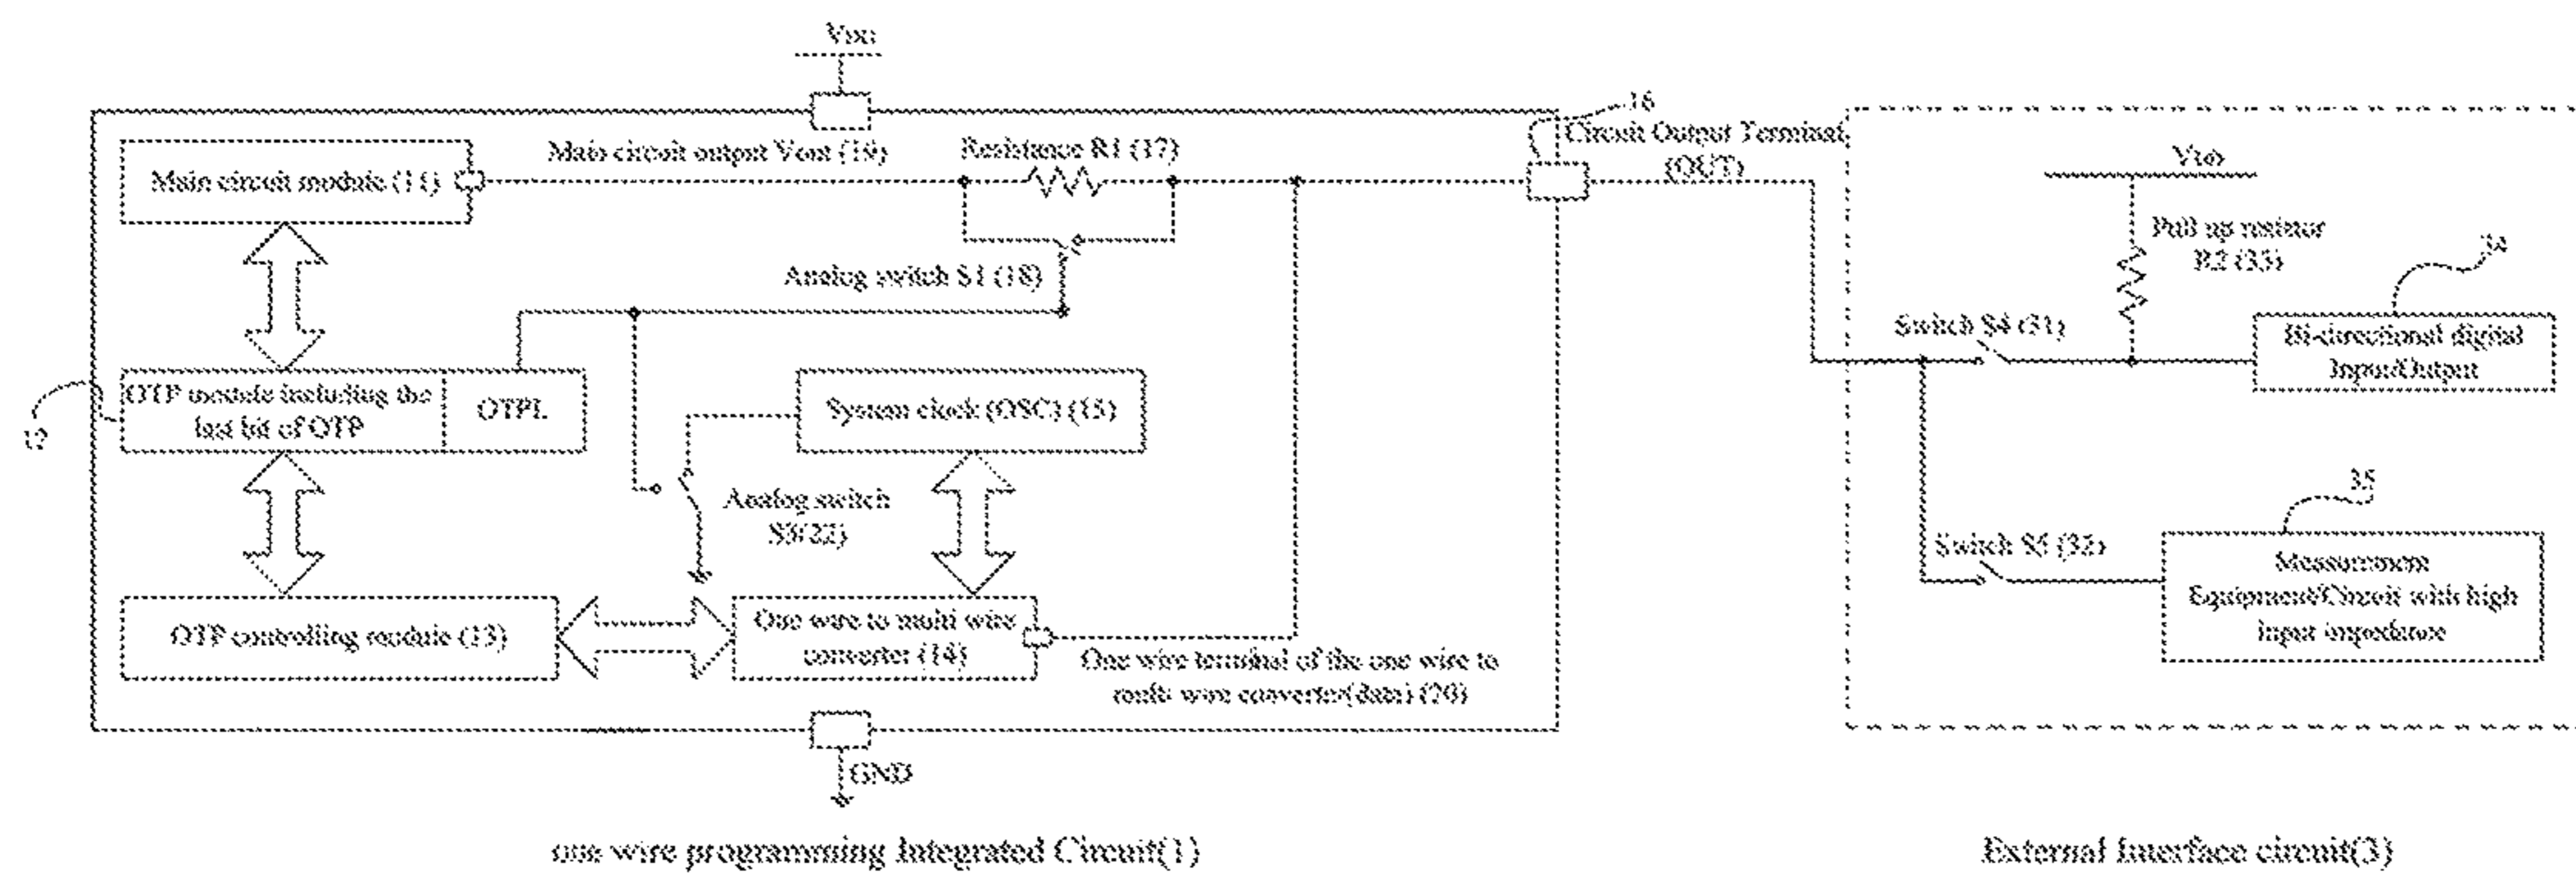 VDD
16
Main circuit output Vout (19)
Resistance R1 (17)
Circuit Output Terminal
(OUT)
Main circuit module (11)
VDD
Pull up resistor
R2 (33)
34
Analog switch S1 (18)
Switch S4 (31)
Bi-directional digital
Input/Output
12
OTP module including the
last bit of OTP
OTPL
System clock (OSC) (15)
Analog switch
S3(22)
35
Switch S5 (32)
Measurement
Equipment/Circuit with high
input impedance
OTP controlling module (13)
One wire to multi wire
converter (14)
One wire terminal of the one wire to
multi wire converter(data) (20)
GND
one wire programming Integrated Circuit(1)
External Interface circuit(3)